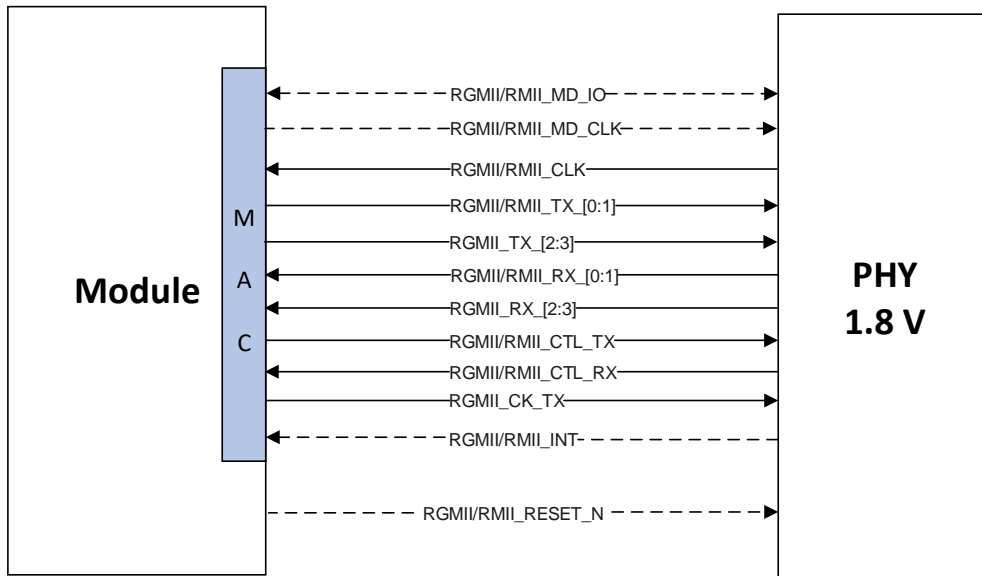 RGMII/RMII_MD_IO
RGMII/RMII_MD_CLK
RGMII/RMII_CLK
M
RGMII/RMII_TX_[0:1]
RGMII_TX_[2:3]
Module
A
RGMII/RMII_RX_[0:1]
PHY
1.8 V
RGMII_RX_[2:3]
C
RGMII/RMII_CTL_TX
RGMII/RMII_CTL_RX
RGMII_CK_TX
RGMII/RMII_INT
RGMII/RMII_RESET_N